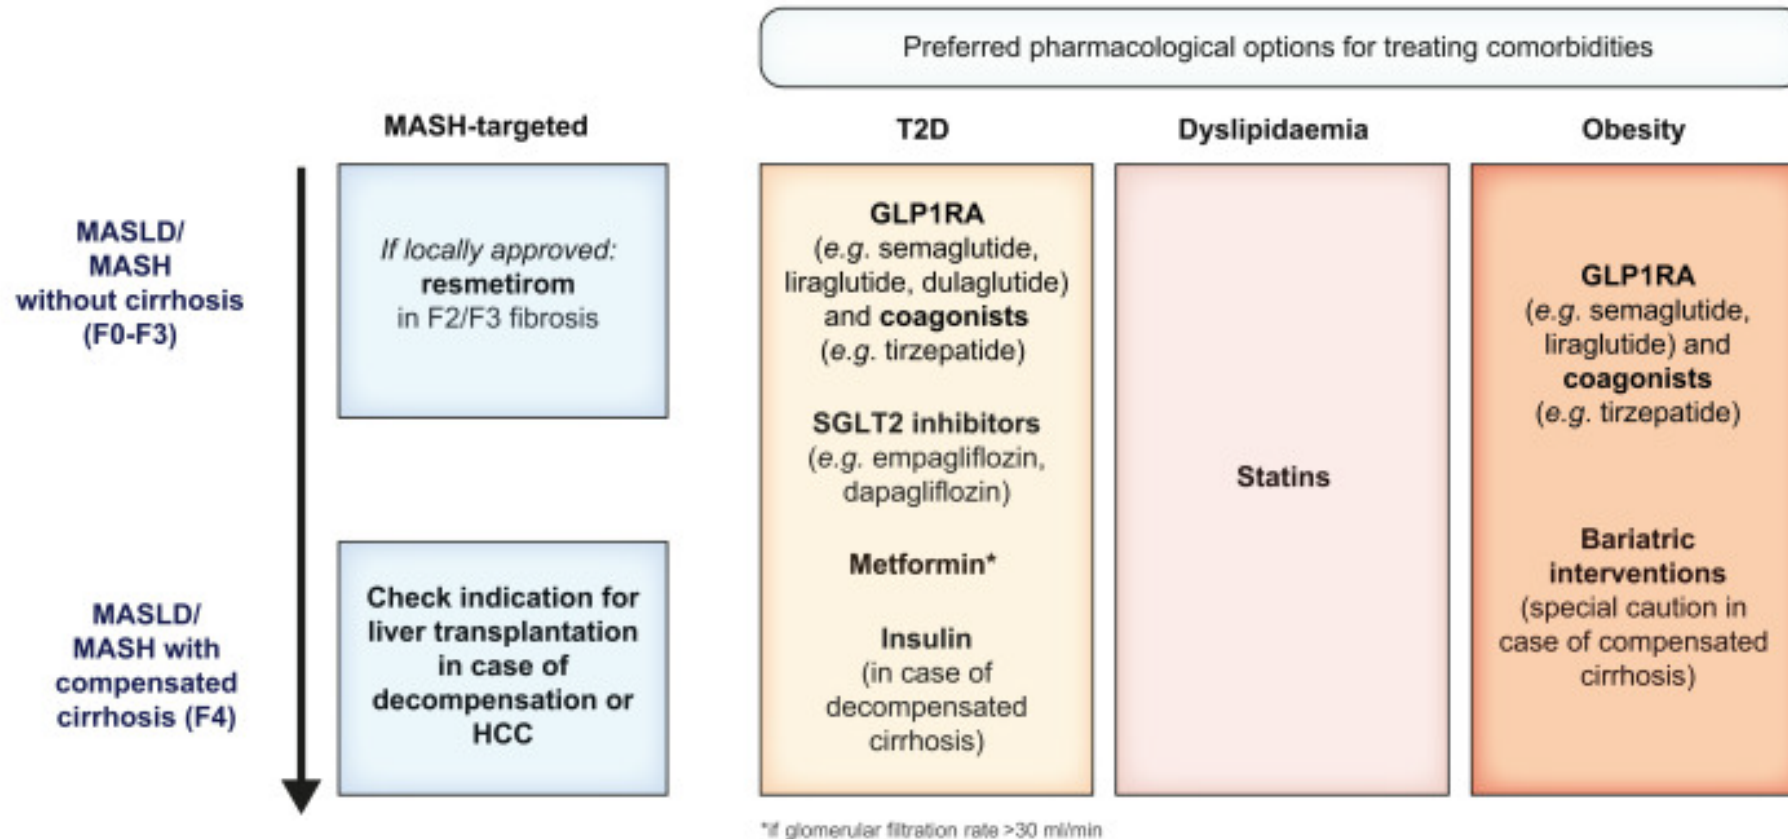 Preferred pharmacological options for treating comorbidities
MASH-targeted
T2D
Dyslipidaemia
Obesity
MASLD/
MASH
without cirrhosis
(F0-F3)
If locally approved:
resmetirom
in F2/F3 fibrosis
GLP1RA
(e.g. semaglutide,
liraglutide, dulaglutide)
and coagonists
(e.g. tirzepatide)
SGLT2 inhibitors
(e.g. empagliflozin,
dapagliflozin)
Metformin*
Insulin
(in case of
decompensated
cirrhosis)
Statins
GLP1RA
(e.g. semaglutide,
liraglutide) and
coagonists
(e.g. tirzepatide)
Bariatric
interventions
(special caution in
case of compensated
cirrhosis)
MASLD/
MASH with
compensated
cirrhosis (F4)
Check indication for
liver transplantation
in case of
decompensation or
HCC
*if glomerular filtration rate >30 ml/min